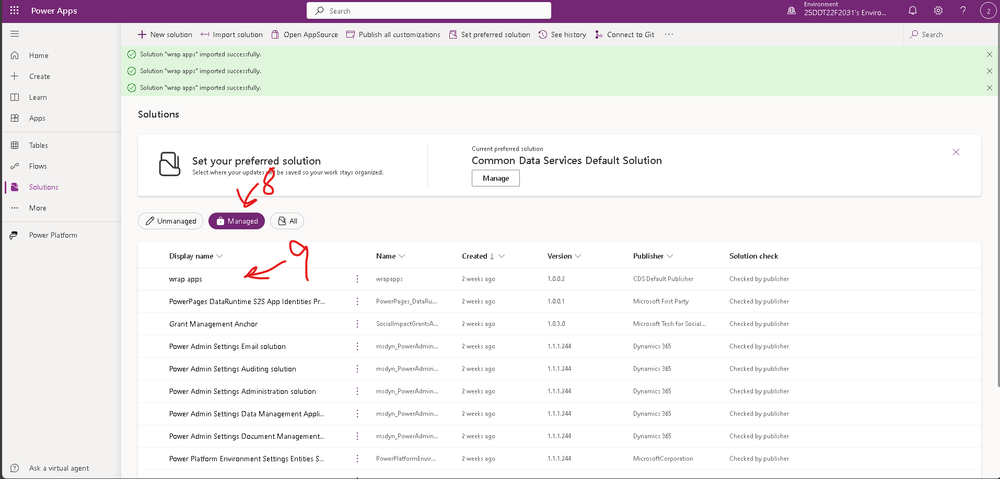 Power Apps
Search
Environment
25DDT22F2031's Enviro...
2
New solution
Import solution
Open AppSource
Publish all customizations
Set preferred solution
See history
Connect to Git
Search
Home
Create
Learn
Apps
Tables
Flows
Solutions
More
Power Platform
Ask a virtual agent
Solution "wrap apps" imported successfully.
Solution "wrap apps" imported successfully.
Solution "wrap apps" imported successfully.
Solutions
Set your preferred solution
Select where your updates will be saved so your work stays organized.
Current preferred solution
Common Data Services Default Solution
Manage
8
Unmanaged
Managed
All
9
Display name Name Created Version Publisher Solution check
wrap apps wrapapps 2 weeks ago 1.0.0.2 CDS Default Publisher Checked by publisher
PowerPages DataRuntime S2S App Identities Pr... PowerPages_DataRu... 2 weeks ago 1.0.0.1 Microsoft First Party Checked by publisher
Grant Management Anchor SocialImpactGrantsA... 2 weeks ago 1.0.3.0 Microsoft Tech for Social... Checked by publisher
Power Admin Settings Email solution msdyn_PowerAdmin... 2 weeks ago 1.1.1.244 Dynamics 365 Checked by publisher
Power Admin Settings Auditing solution msdyn_PowerAdmin... 2 weeks ago 1.1.1.244 Dynamics 365 Checked by publisher
Power Admin Settings Administration solution msdyn_PowerAdmin... 2 weeks ago 1.1.1.244 Dynamics 365 Checked by publisher
Power Admin Settings Data Management Appli... msdyn_PowerAdmin... 2 weeks ago 1.1.1.244 Dynamics 365 Checked by publisher
Power Admin Settings Document Management... msdyn_PowerAdmin... 2 weeks ago 1.1.1.244 Dynamics 365 Checked by publisher
Power Platform Environment Settings Entities S... PowerPlatformEnvir... 2 weeks ago 1.1.1.244 MicrosoftCorporation Checked by publisher